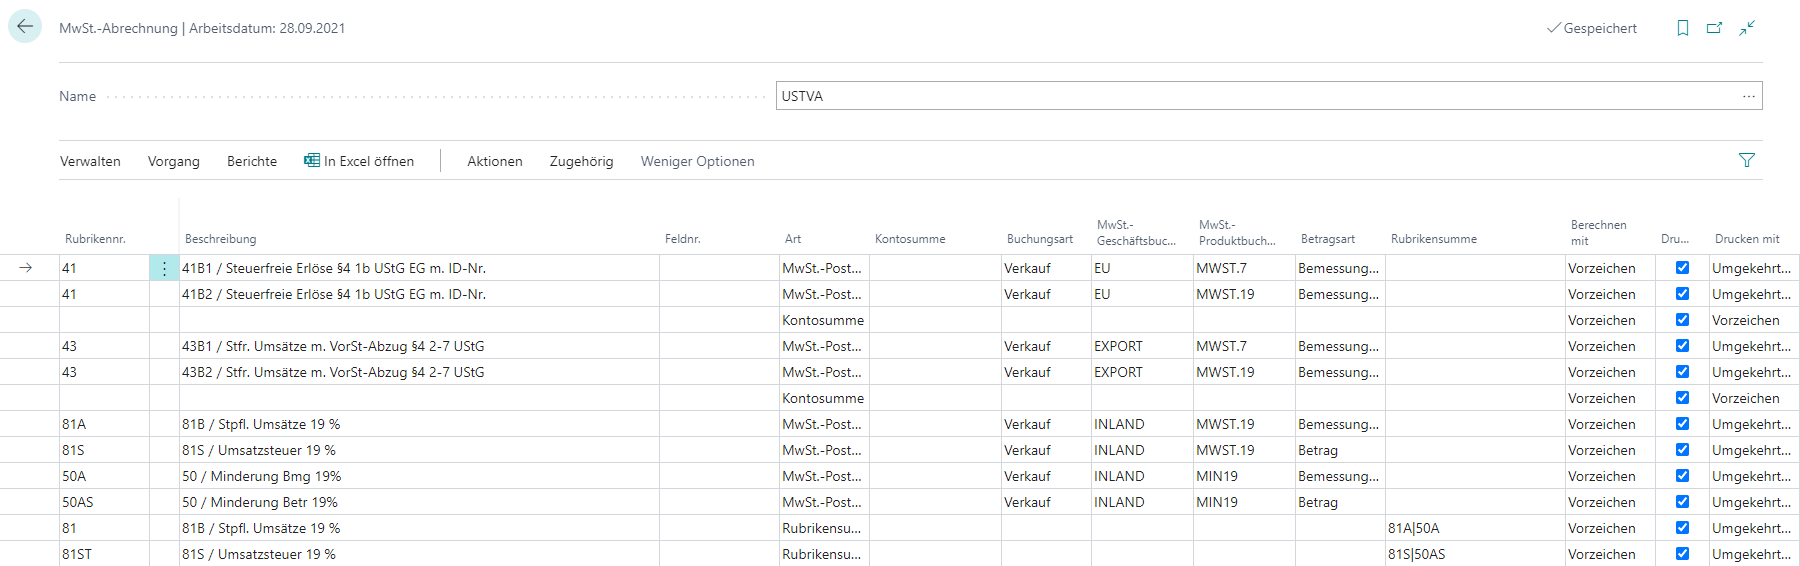 MwSt.-Abrechnung | Arbeitsdatum: 28.09.2021 Gespeichert
Name USTVA ...
Verwalten Vorgang Berichte In Excel öffnen Aktionen Zugehörig Weniger Optionen
Rubrikennr. Beschreibung Feldnr. Art Kontosumme Buchungsart MwSt.-Geschäftsbuc... MwSt.-Produktbuch... Betragsart Rubrikensumme Berechnen mit Dru... Drucken mit
41 41B1 / Steuerfreie Erlöse §4 1b UStG EG m. ID-Nr. MwSt.-Post... Verkauf EU MWST.7 Bemessung... Vorzeichen Umgekehrt...
41 41B2 / Steuerfreie Erlöse §4 1b UStG EG m. ID-Nr. MwSt.-Post... Verkauf EU MWST.19 Bemessung... Vorzeichen Umgekehrt...
Kontosumme Vorzeichen Vorzeichen
43 43B1 / Stfr. Umsätze m. VorSt-Abzug §4 2-7 UStG MwSt.-Post... Verkauf EXPORT MWST.7 Bemessung... Vorzeichen Umgekehrt...
43 43B2 / Stfr. Umsätze m. VorSt-Abzug §4 2-7 UStG MwSt.-Post... Verkauf EXPORT MWST.19 Bemessung... Vorzeichen Umgekehrt...
Kontosumme Vorzeichen Vorzeichen
81A 81B / Stpfl. Umsätze 19 % MwSt.-Post... Verkauf INLAND MWST.19 Bemessung... Vorzeichen Umgekehrt...
81S 81S / Umsatzsteuer 19 % MwSt.-Post... Verkauf INLAND MWST.19 Betrag Vorzeichen Umgekehrt...
50A 50 / Minderung Bmg 19% MwSt.-Post... Verkauf INLAND MIN19 Bemessung... Vorzeichen Umgekehrt...
50AS 50 / Minderung Betr 19% MwSt.-Post... Verkauf INLAND MIN19 Betrag Vorzeichen Umgekehrt...
81 81B / Stpfl. Umsätze 19 % Rubrikensu... 81A|50A Vorzeichen Umgekehrt...
81ST 81S / Umsatzsteuer 19 % Rubrikensu... 81S|50AS Vorzeichen Umgekehrt...